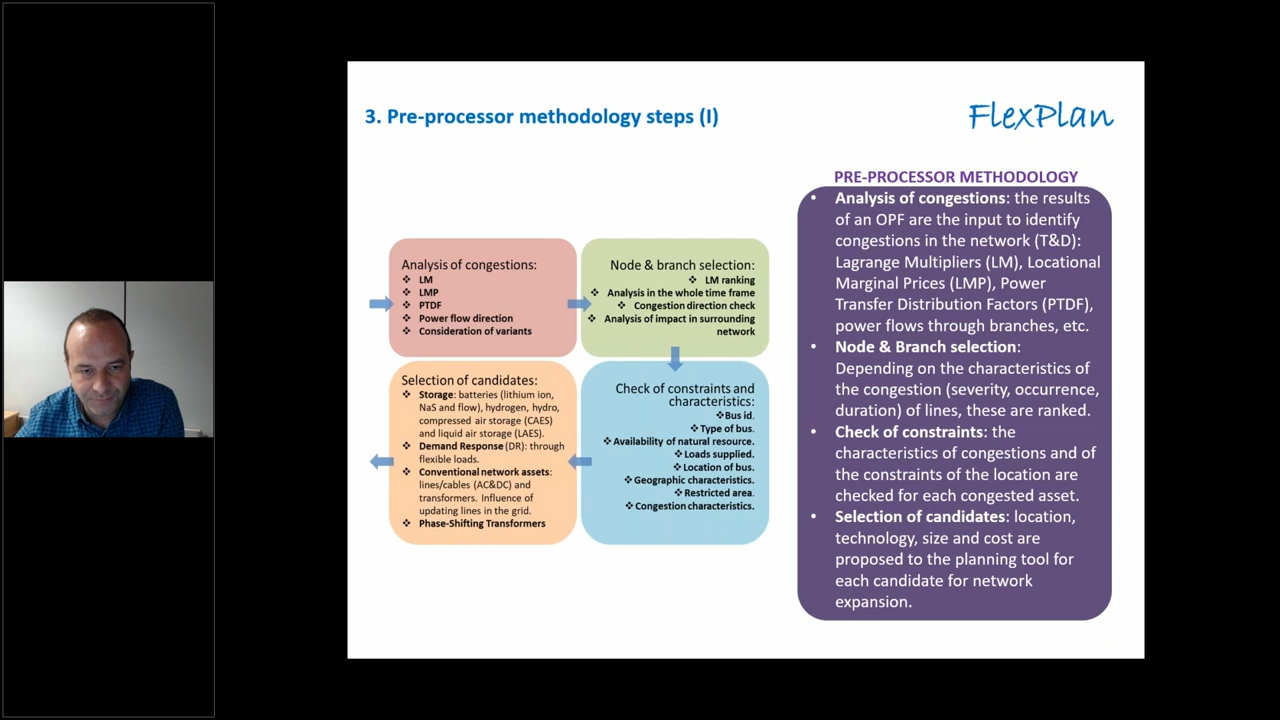 3. Pre-processor methodology steps (I)
FlexPlan
Analysis of congestions:
❖ LM
❖ LMP
❖ PTDF
❖ Power flow direction
❖ Consideration of variants
Node & branch selection:
❖ LM ranking
❖ Analysis in the whole time frame
❖ Congestion direction check
❖ Analysis of impact in surrounding
network
Selection of candidates:
❖ Storage: batteries (lithium ion,
NaS and flow), hydrogen, hydro,
compressed air storage (CAES)
and liquid air storage (LAES).
❖ Demand Response (DR): through
flexible loads.
❖ Conventional network assets:
lines/cables (AC&DC) and
transformers. Influence of
updating lines in the grid.
❖ Phase-Shifting Transformers
Check of constraints and
characteristics:
❖Bus id.
❖Type of bus.
❖Availability of natural resource.
❖Loads supplied.
❖Location of bus.
❖Geographic characteristics.
❖Restricted area.
❖Congestion characteristics.
PRE-PROCESSOR METHODOLOGY
• Analysis of congestions: the results
of an OPF are the input to identify
congestions in the network (T&D):
Lagrange Multipliers (LM), Locational
Marginal Prices (LMP), Power
Transfer Distribution Factors (PTDF),
power flows through branches, etc.
• Node & Branch selection:
Depending on the characteristics of
the congestion (severity, occurrence,
duration) of lines, these are ranked.
• Check of constraints: the
characteristics of congestions and of
the constraints of the location are
checked for each congested asset.
• Selection of candidates: location,
technology, size and cost are
proposed to the planning tool for
each candidate for network
expansion.